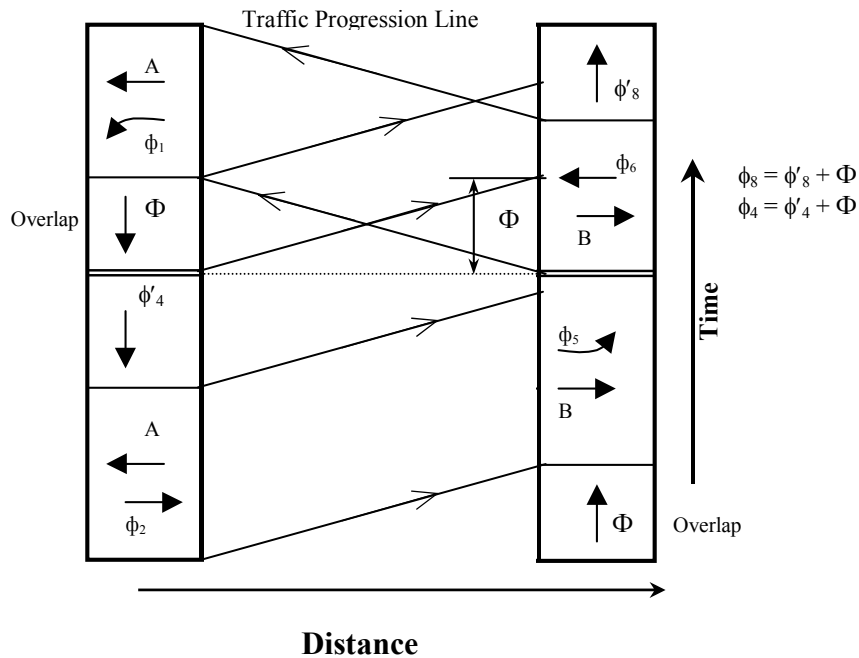 Traffic Progression Line
A
ϕ₁
Overlap
Φ
ϕ′₄
A
ϕ₂
Φ
ϕ′₈
ϕ₆
B
ϕ₅
B
Φ
Overlap
Time
ϕ₈ = ϕ′₈ + Φ
ϕ₄ = ϕ′₄ + Φ
Distance